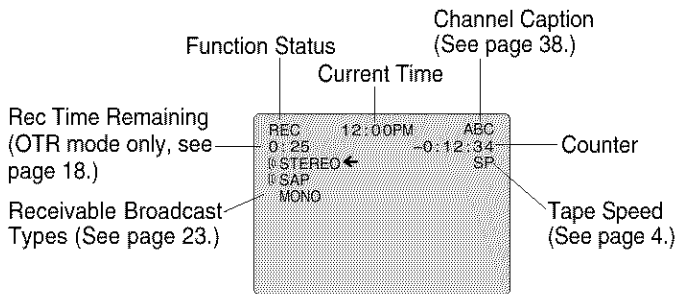 Channel Caption
(See page 38.)
Function Status
Current Time
Rec Time Remaining
(OTR mode only, see
page 18.)
REC 12:00PM ABC
0:25 -0:12:34
STEREO← SP
SAP
MONO
Counter
Receivable Broadcast
Types (See page 23.)
Tape Speed
(See page 4.)